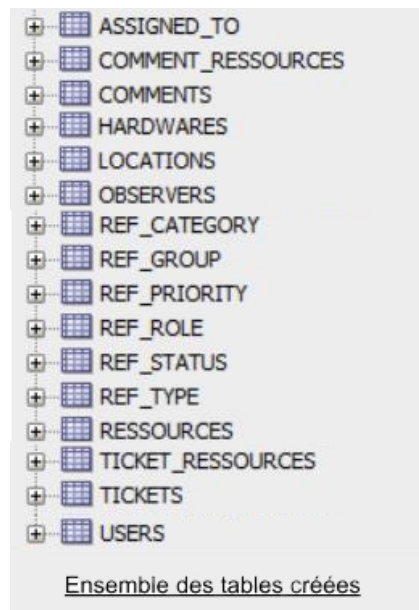 ASSIGNED_TO
COMMENT_RESSOURCES
COMMENTS
HARDWARES
LOCATIONS
OBSERVERS
REF_CATEGORY
REF_GROUP
REF_PRIORITY
REF_ROLE
REF_STATUS
REF_TYPE
RESSOURCES
TICKET_RESSOURCES
TICKETS
USERS
Ensemble des tables créées